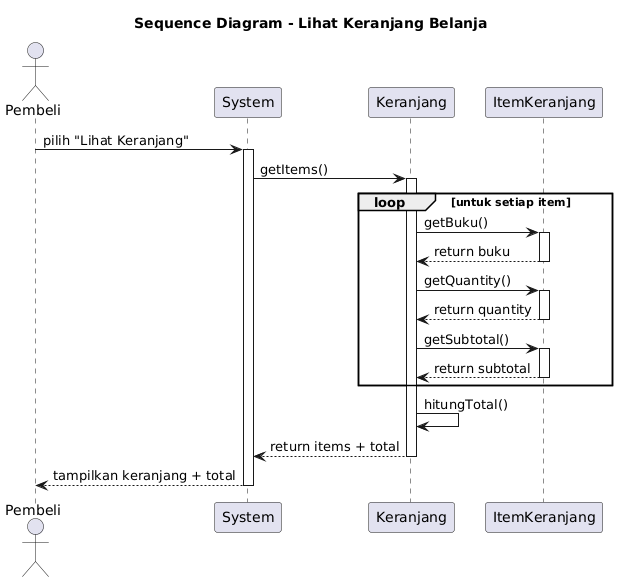 Sequence Diagram - Lihat Keranjang Belanja
Pembeli
System
Keranjang
ItemKeranjang
pilih "Lihat Keranjang"
getItems()
loop
[untuk setiap item]
getBuku()
return buku
getQuantity()
return quantity
getSubtotal()
return subtotal
hitungTotal()
return items + total
tampilkan keranjang + total
Pembeli
System
Keranjang
ItemKeranjang